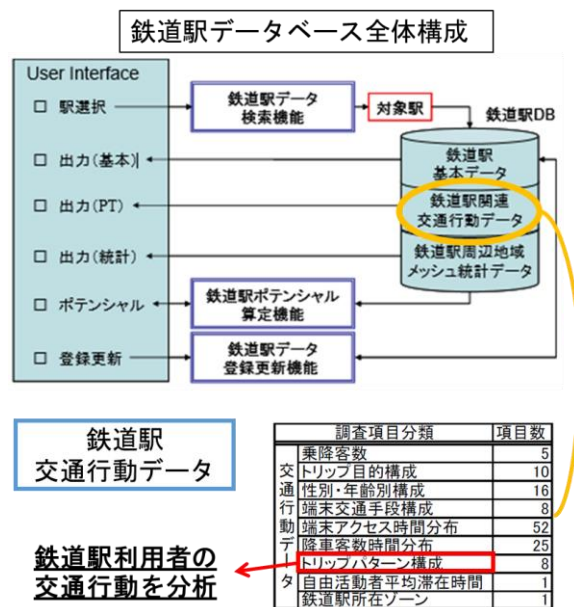 鉄道駅データベース全体構成
User Interface
□ 駅選択
鉄道駅データ
検索機能
対象駅
鉄道駅DB
□ 出力(基本)
鉄道駅
基本データ
□ 出力(PT)
鉄道駅関連
交通行動データ
□ 出力(統計)
鉄道駅周辺地域
メッシュ統計データ
□ ポテンシャル
鉄道駅ポテンシャル
算定機能
□ 登録更新
鉄道駅データ
登録更新機能
鉄道駅
交通行動データ
鉄道駅利用者の
交通行動を分析
調査項目分類 項目数
交通行動データ
乗降客数 5
トリップ目的構成 10
性別・年齢別構成 16
端末交通手段構成 8
端末アクセス時間分布 52
降車客数時間分布 25
トリップパターン構成 8
自由活動者平均滞在時間 1
鉄道駅所在ゾーン 1